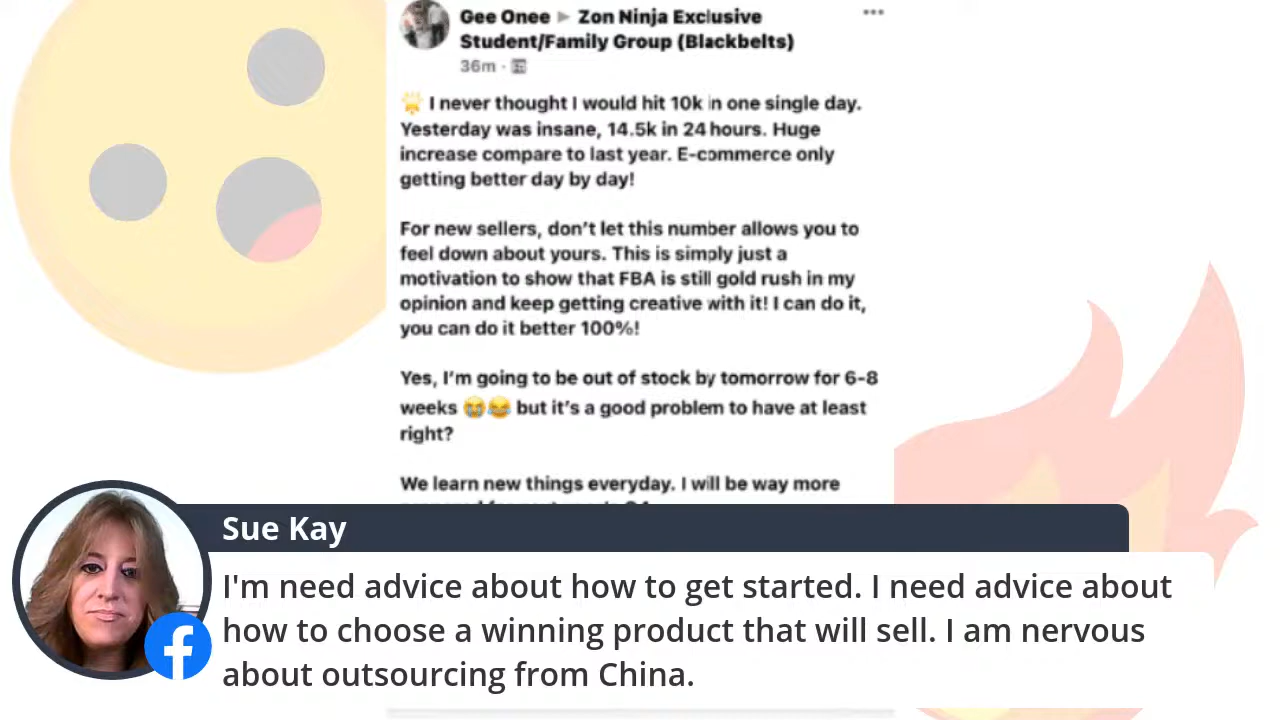 Gee Onee ▶ Zon Ninja Exclusive
Student/Family Group (Blackbelts)
36m ·
🌟 I never thought I would hit 10k in one single day.
Yesterday was insane, 14.5k in 24 hours. Huge
increase compare to last year. E-commerce only
getting better day by day!
For new sellers, don't let this number allows you to
feel down about yours. This is simply just a
motivation to show that FBA is still gold rush in my
opinion and keep getting creative with it! I can do it,
you can do it better 100%!
Yes, I'm going to be out of stock by tomorrow for 6-8
weeks 😭😂 but it's a good problem to have at least
right?
We learn new things everyday. I will be way more
Sue Kay
I'm need advice about how to get started. I need advice about
how to choose a winning product that will sell. I am nervous
about outsourcing from China.